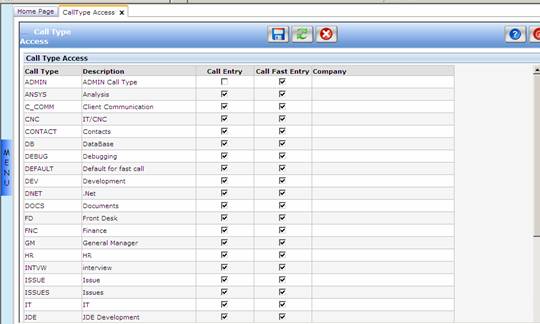 Home Page CallType Access x
... Call Type
Access
Call Type Access
Call Type Description Call Entry Call Fast Entry Company
ADMIN ADMIN Call Type
ANSYS Analysis
C_COMM Client Communication
CNC IT/CNC
CONTACT Contacts
DB DataBase
DEBUG Debugging
DEFAULT Default for fast call
DEV Development
DNET .Net
DOCS Documents
FD Front Desk
FNC Finance
GM General Manager
HR HR
INTVW interview
ISSUE Issue
ISSUES Issues
IT IT
JDE JDE Development
MENU